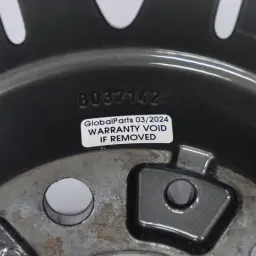 8037142
GlobalParts 03/2024
WARRANTY VOID
IF REMOVED